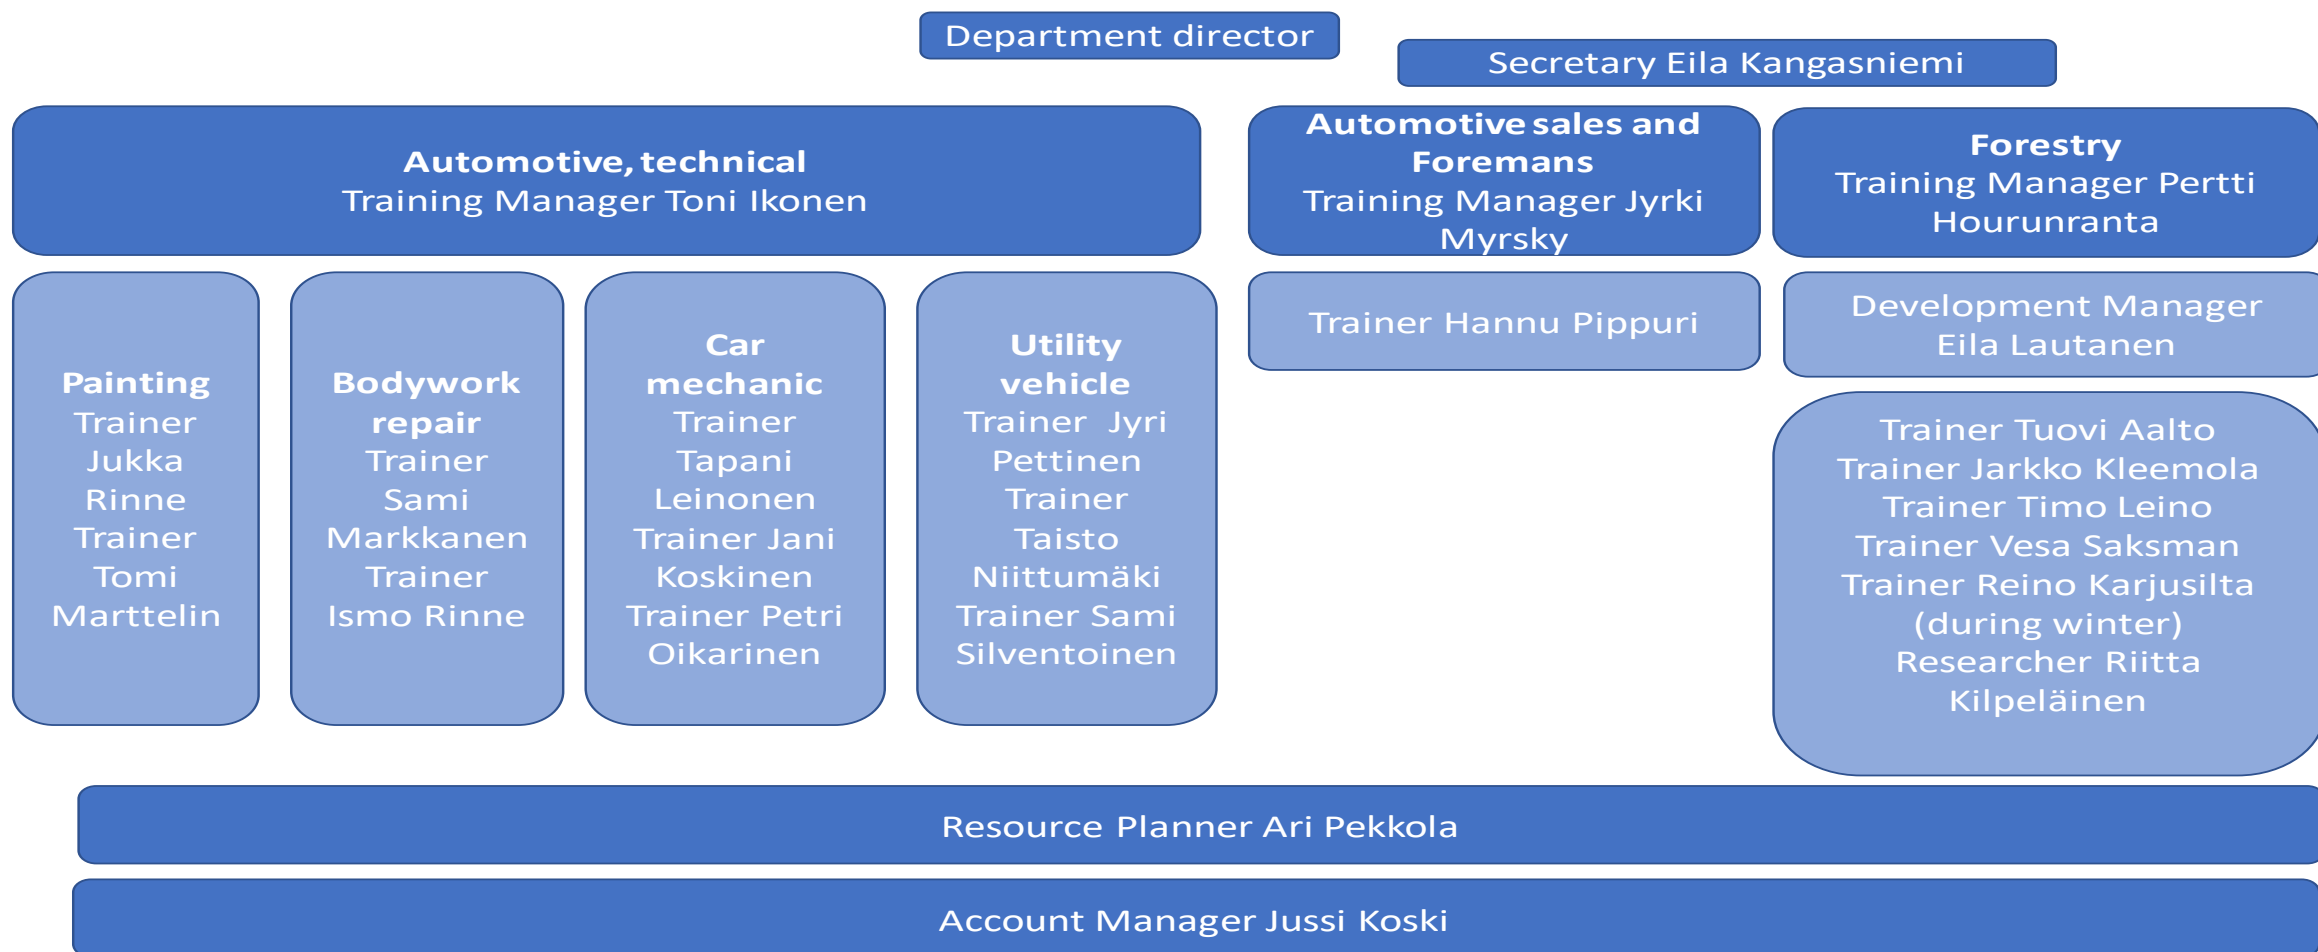 Department director
Secretary Eila Kangasniemi
Automotive, technical
Training Manager Toni Ikonen
Automotive sales and
Foremans
Training Manager Jyrki
Myrsky
Forestry
Training Manager Pertti
Hourunranta
Painting
Trainer
Jukka
Rinne
Trainer
Tomi
Marttelin
Bodywork
repair
Trainer
Sami
Markkanen
Trainer
Ismo Rinne
Car
mechanic
Trainer
Tapani
Leinonen
Trainer Jani
Koskinen
Trainer Petri
Oikarinen
Utility
vehicle
Trainer Jyri
Pettinen
Trainer
Taisto
Niittumäki
Trainer Sami
Silventoinen
Trainer Hannu Pippuri
Development Manager
Eila Lautanen
Trainer Tuovi Aalto
Trainer Jarkko Kleemola
Trainer Timo Leino
Trainer Vesa Saksman
Trainer Reino Karjusilta
(during winter)
Researcher Riitta
Kilpeläinen
Resource Planner Ari Pekkola
Account Manager Jussi Koski